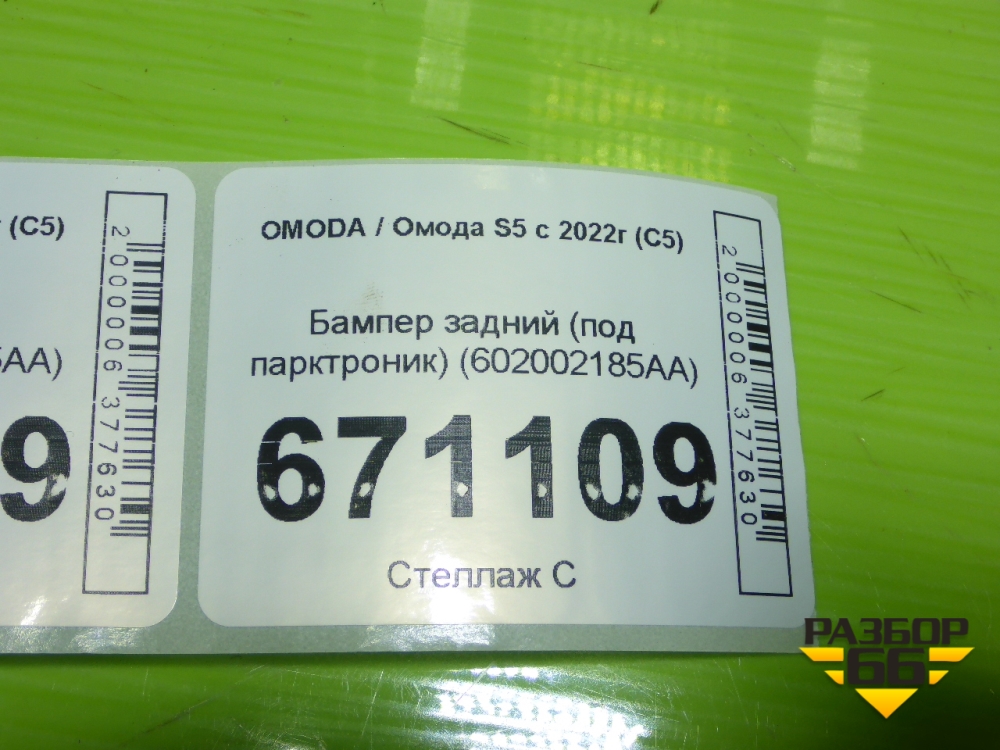 г (C5)
5AA)
9
2000006377630
OMODA / Омода S5 с 2022г (C5)
Бампер задний (под
парктроник) (602002185AA)
671109
Стеллаж С
2000006377630
РАЗБОР
66